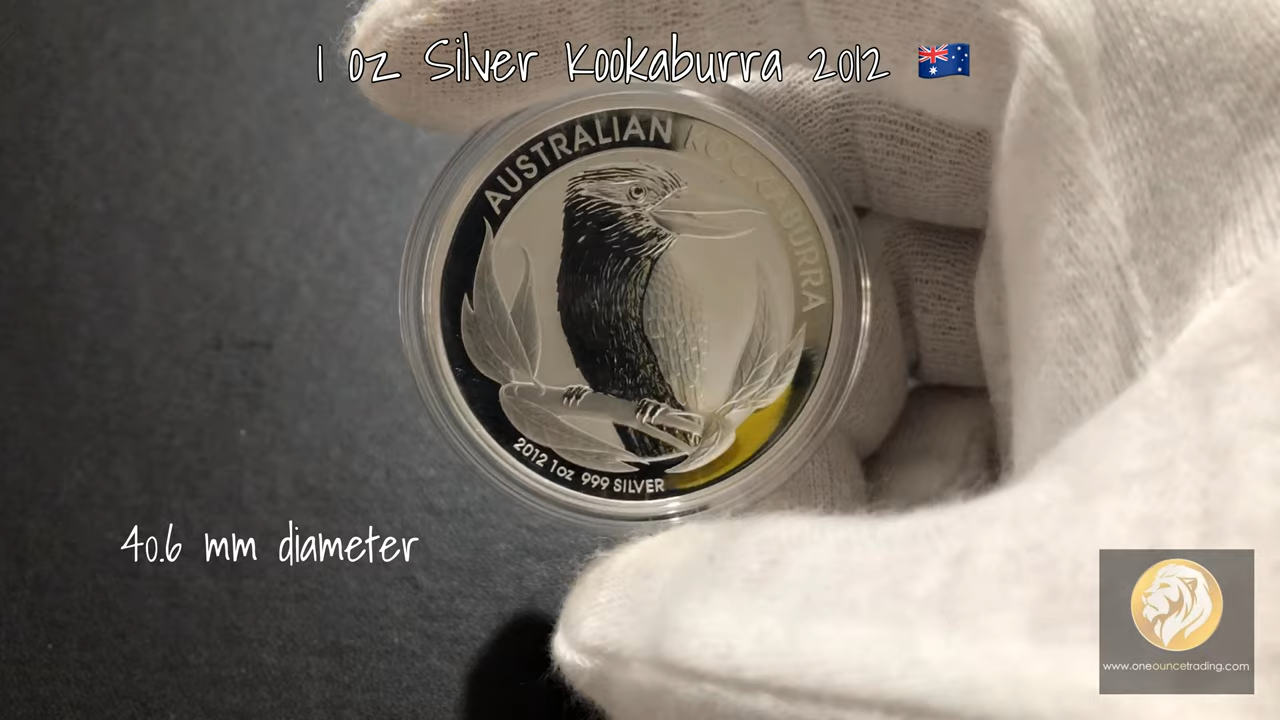 1 oz Silver Kookaburra 2012 🇦🇺
AUSTRALIAN KOOKABURRA
2012 1oz 999 SILVER
40.6 mm diameter
www.oneouncetrading.com